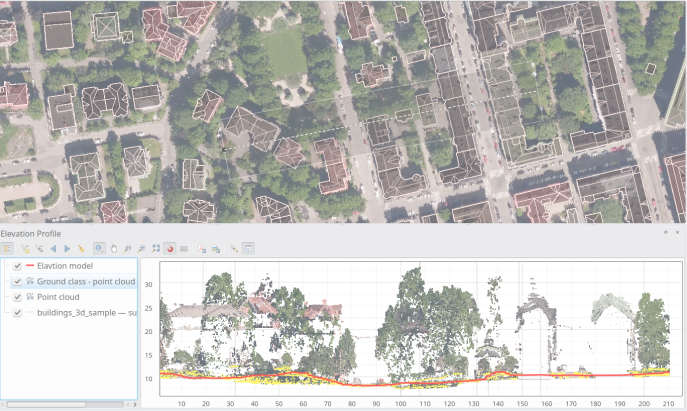 Elevation Profile
Elavtion model
Ground class - point cloud
Point cloud
buildings_3d_sample — su
30
25
20
15
10
10 20 30 40 50 60 70 80 90 100 110 120 130 140 150 160 170 180 190 200 210